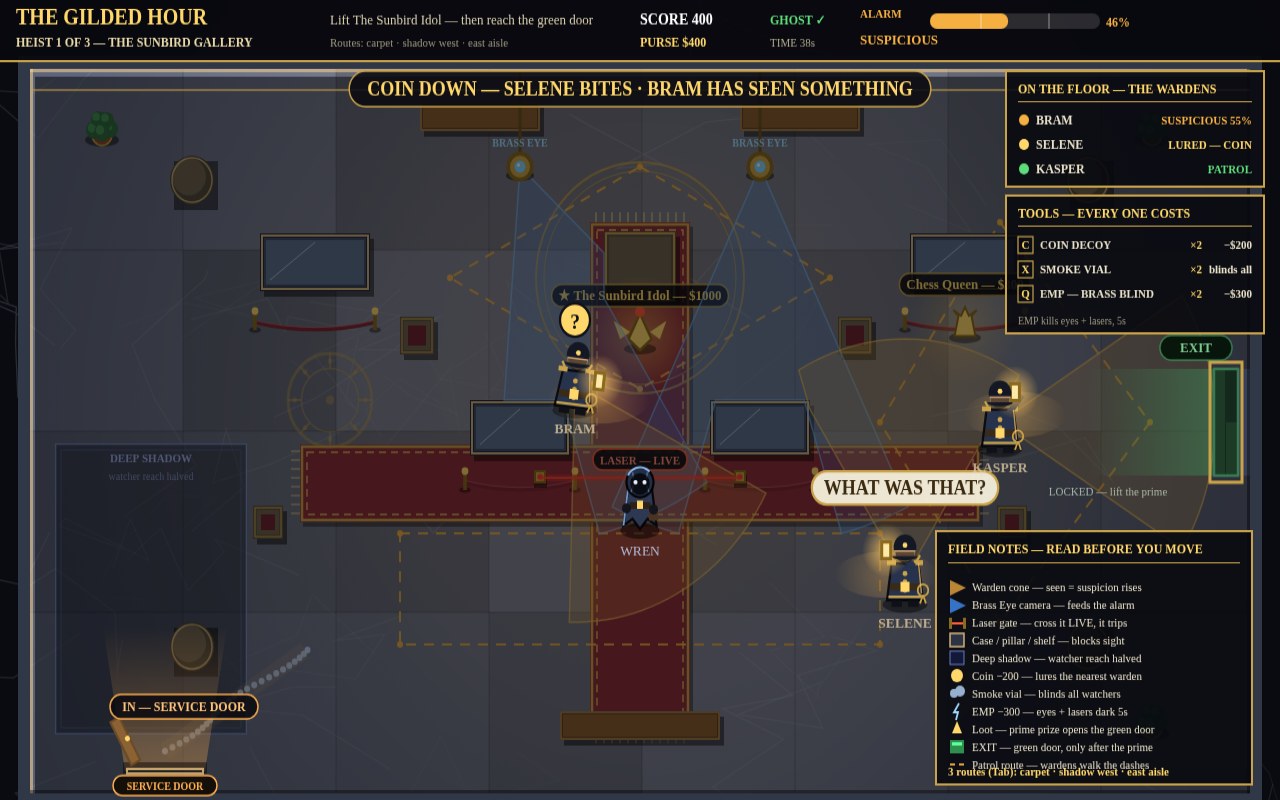 THE GILDED HOUR
HEIST 1 OF 3 — THE SUNBIRD GALLERY
Lift The Sunbird Idol — then reach the green door
Routes: carpet · shadow west · east aisle
SCORE 400
PURSE $400
GHOST ✓
TIME 38s
ALARM
SUSPICIOUS
46%
COIN DOWN — SELENE BITES · BRAM HAS SEEN SOMETHING
ON THE FLOOR — THE WARDENS
BRAM SUSPICIOUS 55%
SELENE LURED — COIN
KASPER PATROL
TOOLS — EVERY ONE COSTS
C COIN DECOY ×2 −$200
X SMOKE VIAL ×2 blinds all
Q EMP — BRASS BLIND ×2 −$300
EMP kills eyes + lasers, 5s
BRASS EYE
BRASS EYE
★ The Sunbird Idol — $1000
Chess Queen — $
?
EXIT
BRAM
KASPER
DEEP SHADOW
watcher reach halved
LASER — LIVE
WHAT WAS THAT?
LOCKED — lift the prime
WREN
SELENE
FIELD NOTES — READ BEFORE YOU MOVE
Warden cone — seen = suspicion rises
Brass Eye camera — feeds the alarm
Laser gate — cross it LIVE, it trips
Case / pillar / shelf — blocks sight
Deep shadow — watcher reach halved
Coin −200 — lures the nearest warden
Smoke vial — blinds all watchers
EMP −300 — eyes + lasers dark 5s
Loot — prime prize opens the green door
EXIT — green door, only after the prime
Patrol route — wardens walk the dashes
3 routes (Tab): carpet · shadow west · east aisle
IN — SERVICE DOOR
SERVICE DOOR